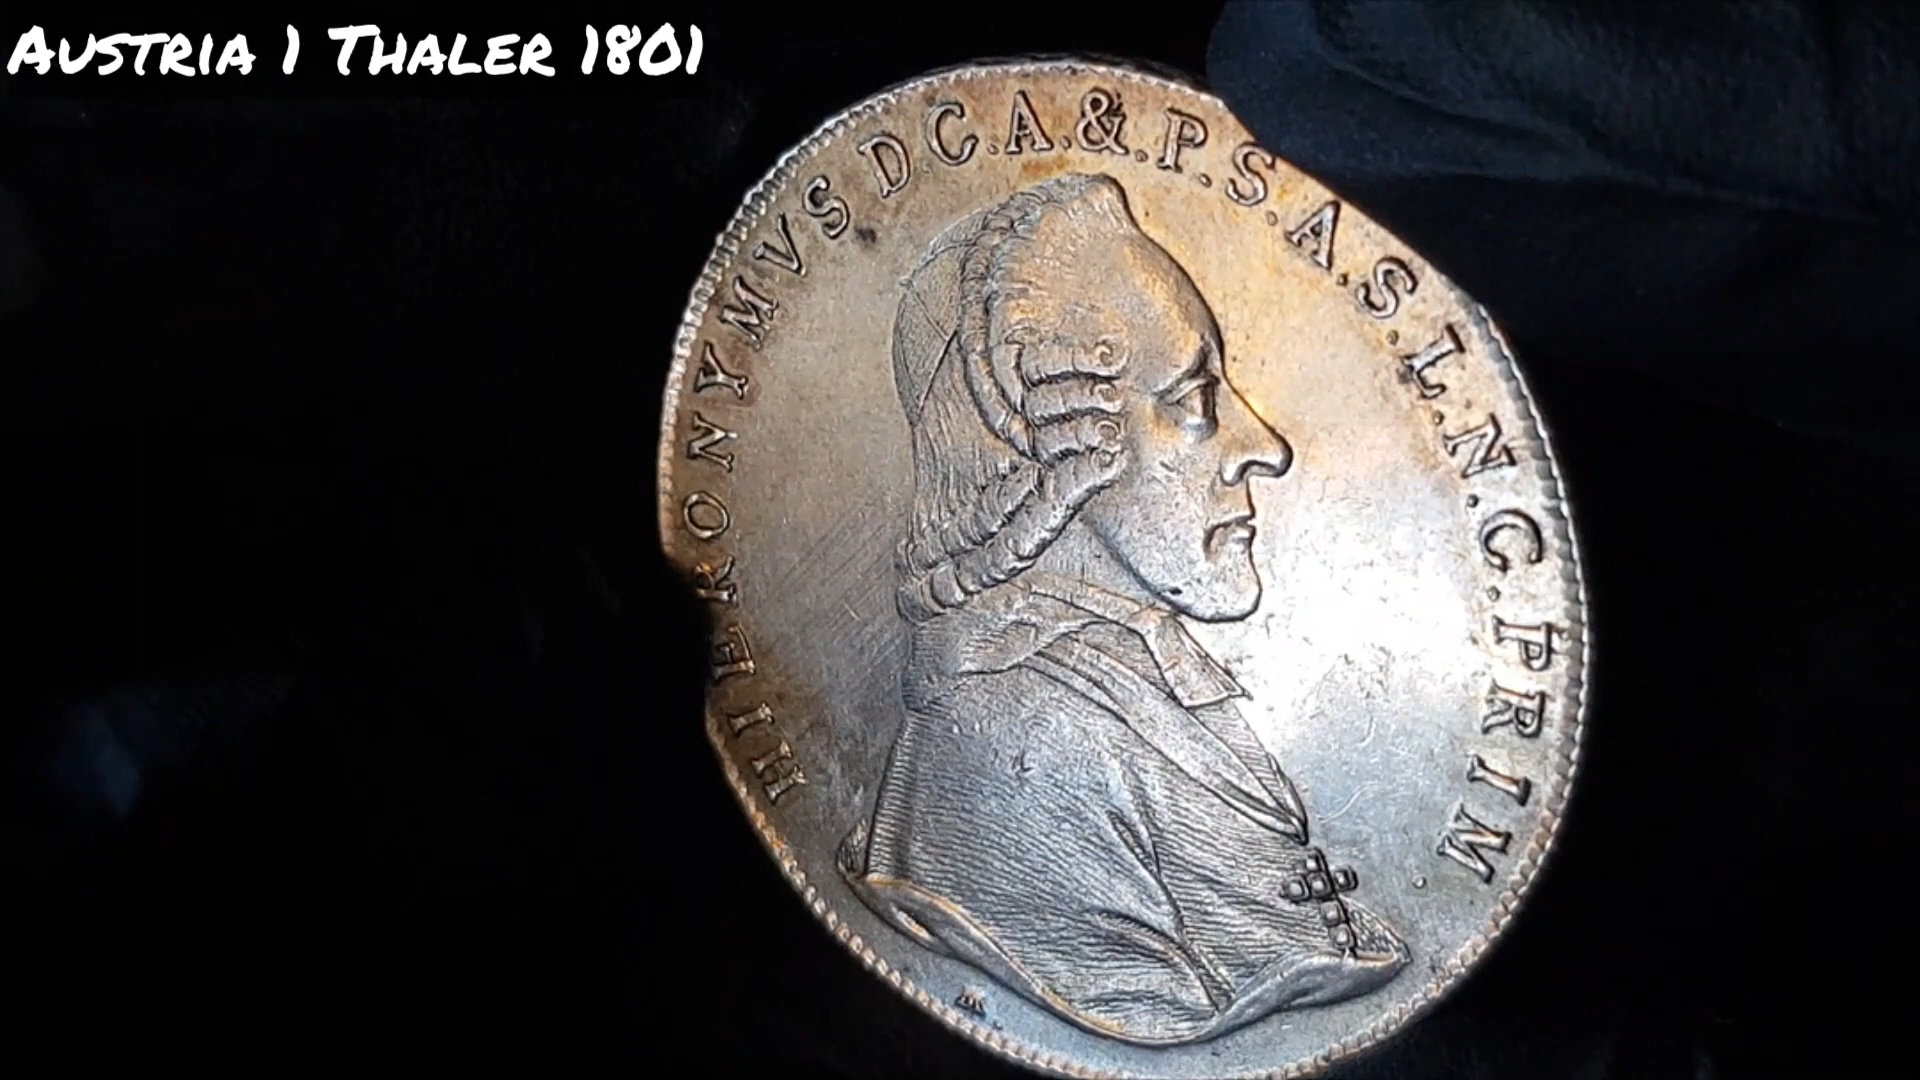 Austria 1 Thaler 1801
HIERONYMVS D.C.A.&.P.S.A.S.L.N.C.PRIM.